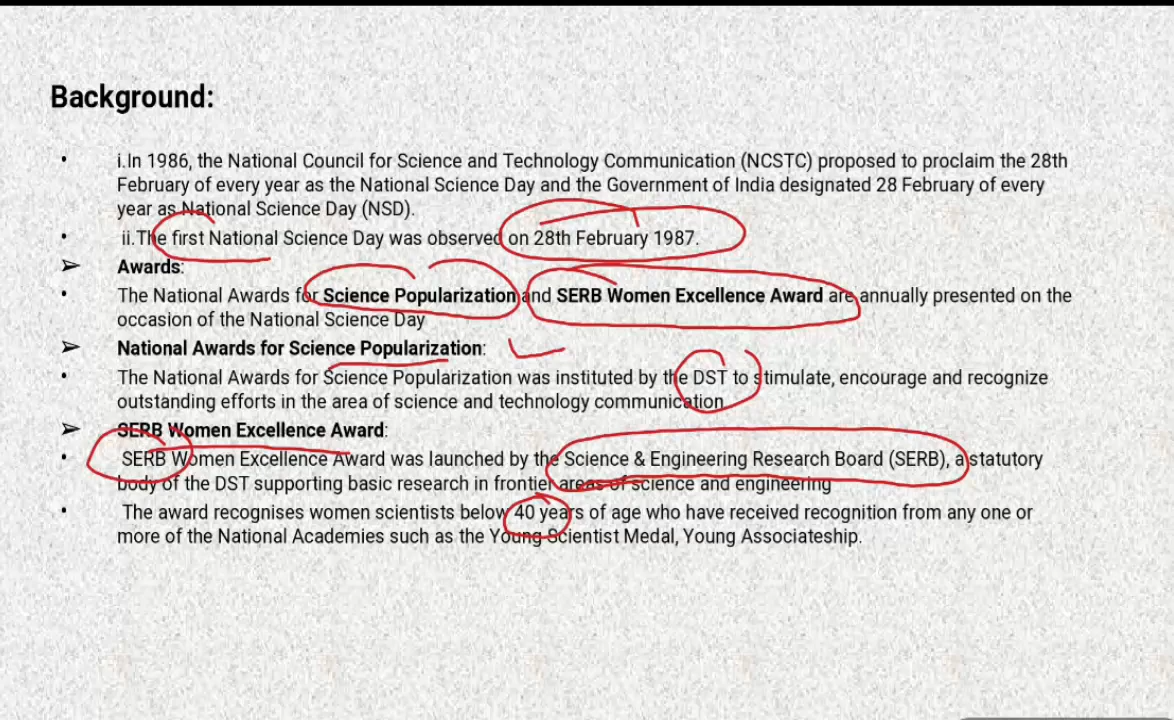 Background:
• i.In 1986, the National Council for Science and Technology Communication (NCSTC) proposed to proclaim the 28th
February of every year as the National Science Day and the Government of India designated 28 February of every
year as National Science Day (NSD).
• ii.The first National Science Day was observed on 28th February 1987.
➢ Awards:
• The National Awards for Science Popularization and SERB Women Excellence Award are annually presented on the
occasion of the National Science Day
➢ National Awards for Science Popularization:
• The National Awards for Science Popularization was instituted by the DST to stimulate, encourage and recognize
outstanding efforts in the area of science and technology communication
➢ SERB Women Excellence Award:
• SERB Women Excellence Award was launched by the Science & Engineering Research Board (SERB), a statutory
body of the DST supporting basic research in frontier areas of science and engineering
• The award recognises women scientists below 40 years of age who have received recognition from any one or
more of the National Academies such as the Young Scientist Medal, Young Associateship.